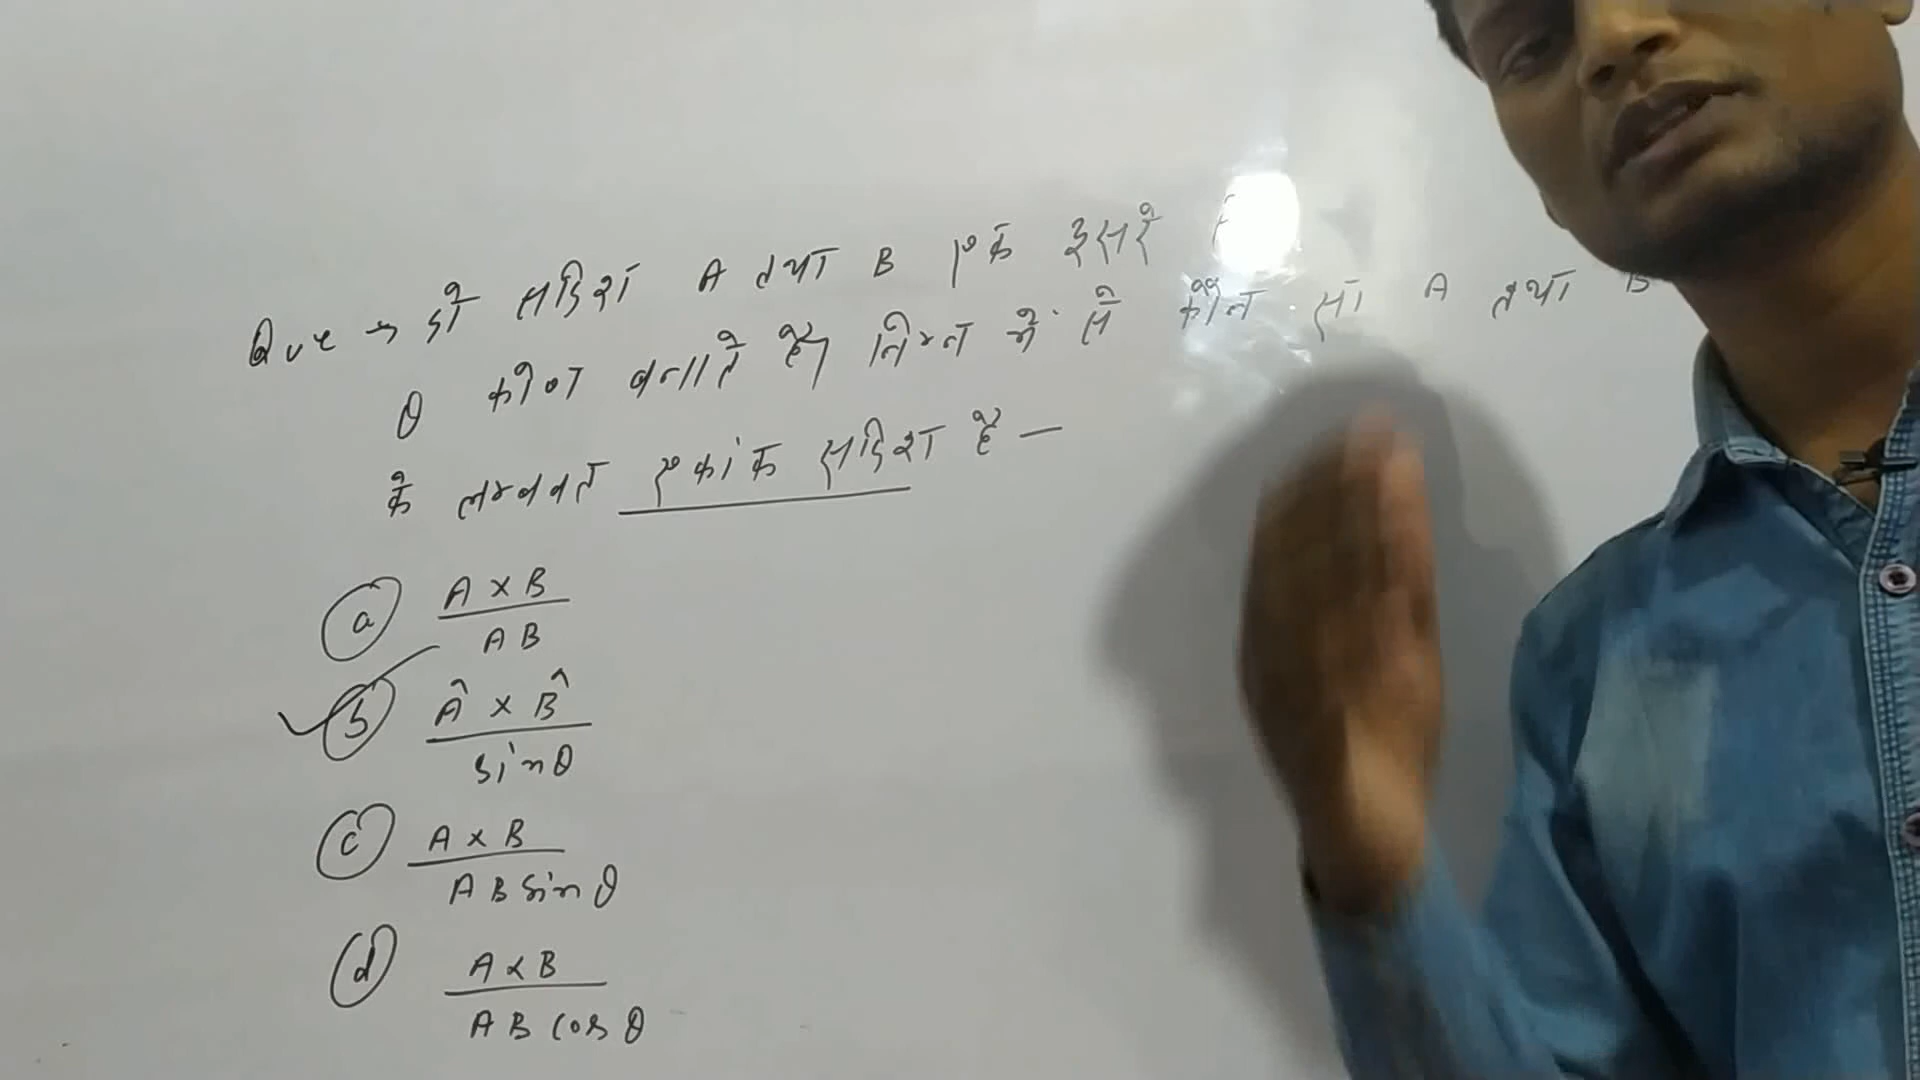 Que → दो सदिश A तथा B एक दूसरे से
θ कोण बनाते है। निम्न में से कौन सा A तथा B
के लम्बवत एकांक सदिश है —
(a) A × B / AB
(b) Â × B̂ / sinθ
(c) A × B / AB sinθ
(d) A × B / AB cosθ